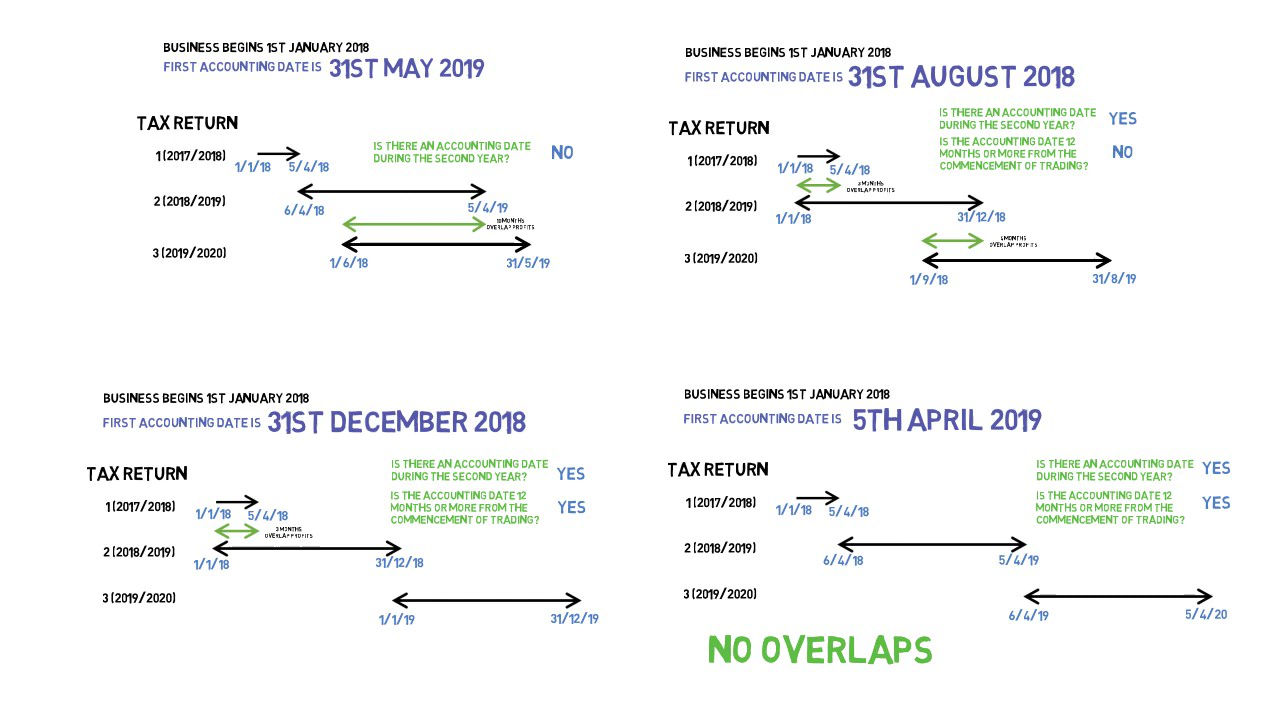 BUSINESS BEGINS 1ST JANUARY 2018
FIRST ACCOUNTING DATE IS 31ST MAY 2019
TAX RETURN
1 (2017/2018)
1/1/18 5/4/18
IS THERE AN ACCOUNTING DATE
DURING THE SECOND YEAR?
NO
2 (2018/2019)
6/4/18 5/4/19
10 MONTHS
OVERLAP PROFITS
3 (2019/2020)
1/6/18 31/5/19
BUSINESS BEGINS 1ST JANUARY 2018
FIRST ACCOUNTING DATE IS 31ST AUGUST 2018
TAX RETURN
IS THERE AN ACCOUNTING DATE
DURING THE SECOND YEAR?
YES
IS THE ACCOUNTING DATE 12
MONTHS OR MORE FROM THE
COMMENCEMENT OF TRADING?
NO
1 (2017/2018)
1/1/18 5/4/18
3 MONTHS
OVERLAP PROFITS
2 (2018/2019)
1/1/18 31/12/18
MONTHS
OVERLAP PROFITS
3 (2019/2020)
1/9/18 31/8/19
BUSINESS BEGINS 1ST JANUARY 2018
FIRST ACCOUNTING DATE IS 31ST DECEMBER 2018
TAX RETURN
IS THERE AN ACCOUNTING DATE
DURING THE SECOND YEAR?
YES
IS THE ACCOUNTING DATE 12
MONTHS OR MORE FROM THE
COMMENCEMENT OF TRADING?
YES
1 (2017/2018)
1/1/18 5/4/18
3 MONTHS
OVERLAP PROFITS
2 (2018/2019)
1/1/18 31/12/18
3 (2019/2020)
1/1/19 31/12/19
BUSINESS BEGINS 1ST JANUARY 2018
FIRST ACCOUNTING DATE IS 5TH APRIL 2019
TAX RETURN
IS THERE AN ACCOUNTING DATE
DURING THE SECOND YEAR?
YES
IS THE ACCOUNTING DATE 12
MONTHS OR MORE FROM THE
COMMENCEMENT OF TRADING?
YES
1 (2017/2018)
1/1/18 5/4/18
2 (2018/2019)
6/4/18 5/4/19
3 (2019/2020)
6/4/19 5/4/20
NO OVERLAPS